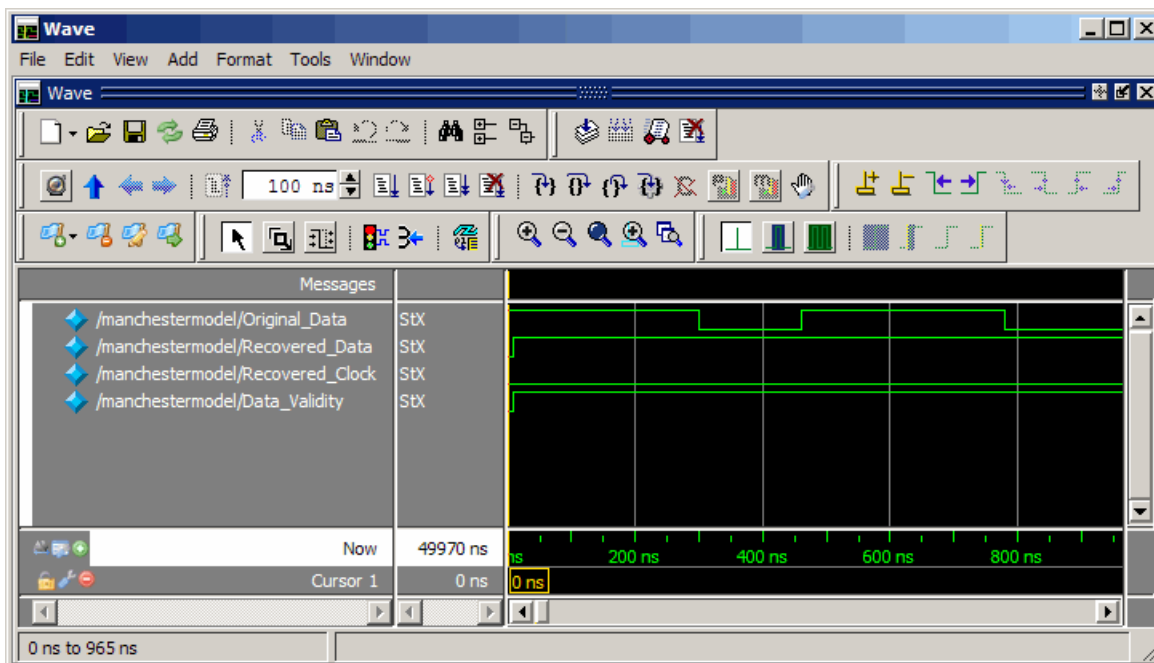 Wave
File Edit View Add Format Tools Window
Wave
100 ns
Messages
/manchestermodel/Original_Data StX
/manchestermodel/Recovered_Data StX
/manchestermodel/Recovered_Clock StX
/manchestermodel/Data_Validity StX
Now 49970 ns
ns 200 ns 400 ns 600 ns 800 ns
Cursor 1 0 ns 0 ns
0 ns to 965 ns